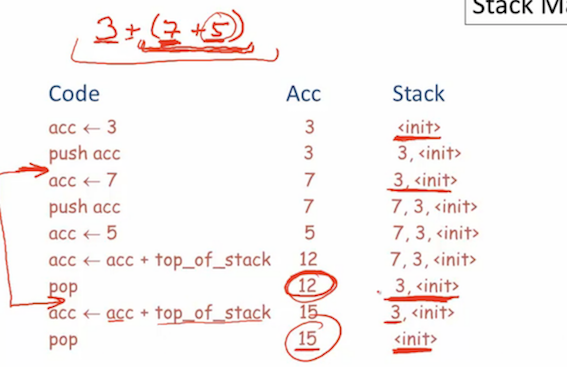 Stack Ma
3 + (7 + 5)
Code Acc Stack
acc ← 3 3 <init>
push acc 3 3, <init>
acc ← 7 7 3, <init>
push acc 7 7, 3, <init>
acc ← 5 5 7, 3, <init>
acc ← acc + top_of_stack 12 7, 3, <init>
pop 12 3, <init>
acc ← acc + top_of_stack 15 3, <init>
pop 15 <init>